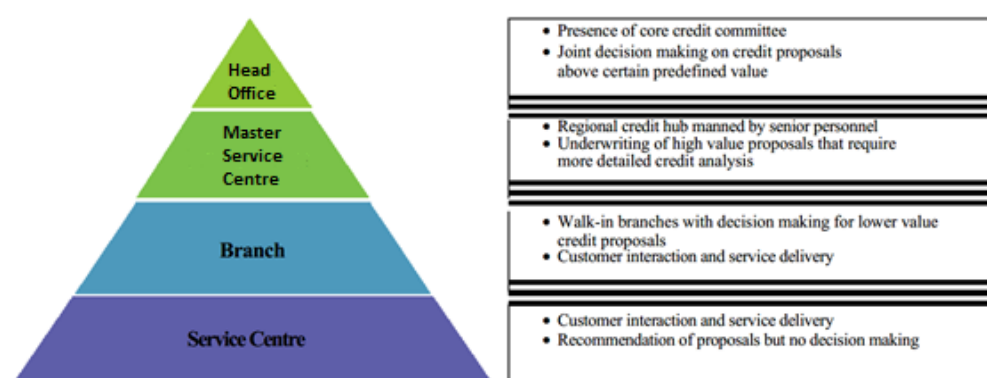 Head
Office
• Presence of core credit committee
• Joint decision making on credit proposals
above certain predefined value
Master
Service
Centre
• Regional credit hub manned by senior personnel
• Underwriting of high value proposals that require
more detailed credit analysis
Branch
• Walk-in branches with decision making for lower value
credit proposals
• Customer interaction and service delivery
Service Centre
• Customer interaction and service delivery
• Recommendation of proposals but no decision making